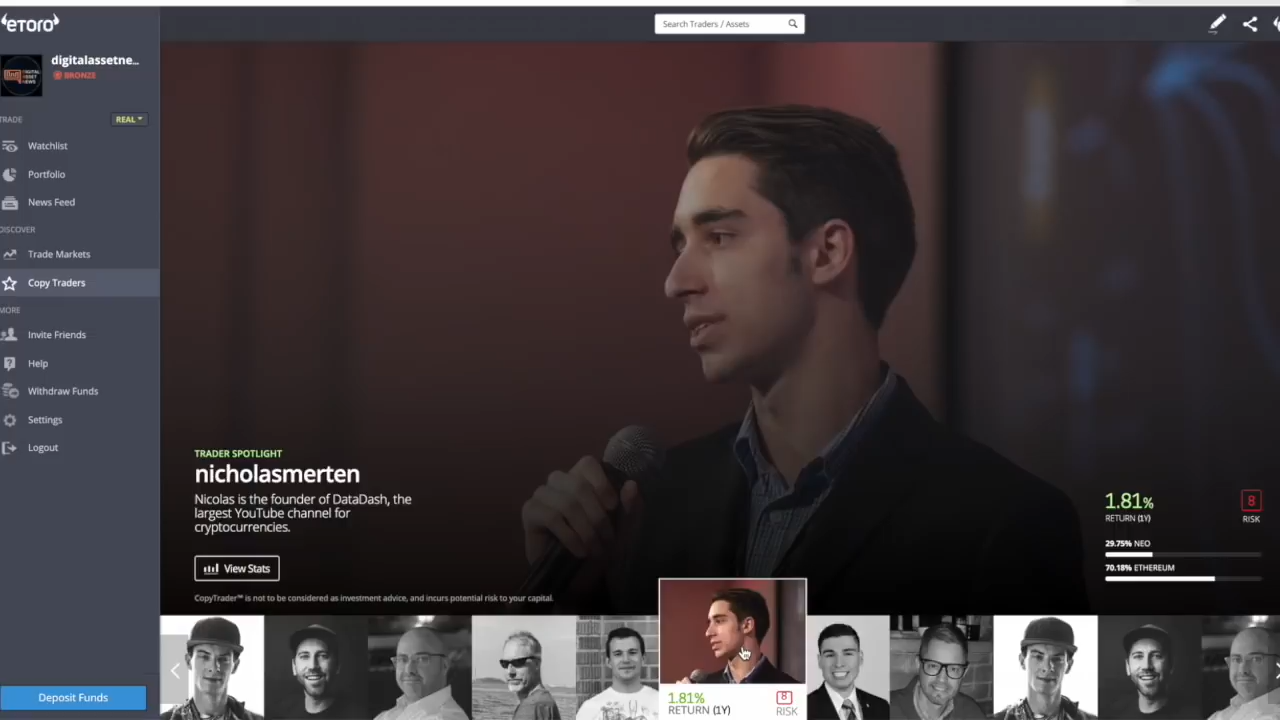 eToro
Search Traders / Assets
digitalassetne..
BRONZE
DIGITAL
ASSET
NEWS
TRADE
REAL
Watchlist
Portfolio
News Feed
DISCOVER
Trade Markets
Copy Traders
MORE
Invite Friends
Help
Withdraw Funds
Settings
Logout
Deposit Funds
TRADER SPOTLIGHT
nicholasmerten
Nicolas is the founder of DataDash, the
largest YouTube channel for
cryptocurrencies.
View Stats
CopyTrader™ is not to be considered as investment advice, and incurs potential risk to your capital.
1.81%
RETURN (1Y)
8
RISK
29.75% NEO
70.18% ETHEREUM
1.81%
RETURN (1Y)
8
RISK